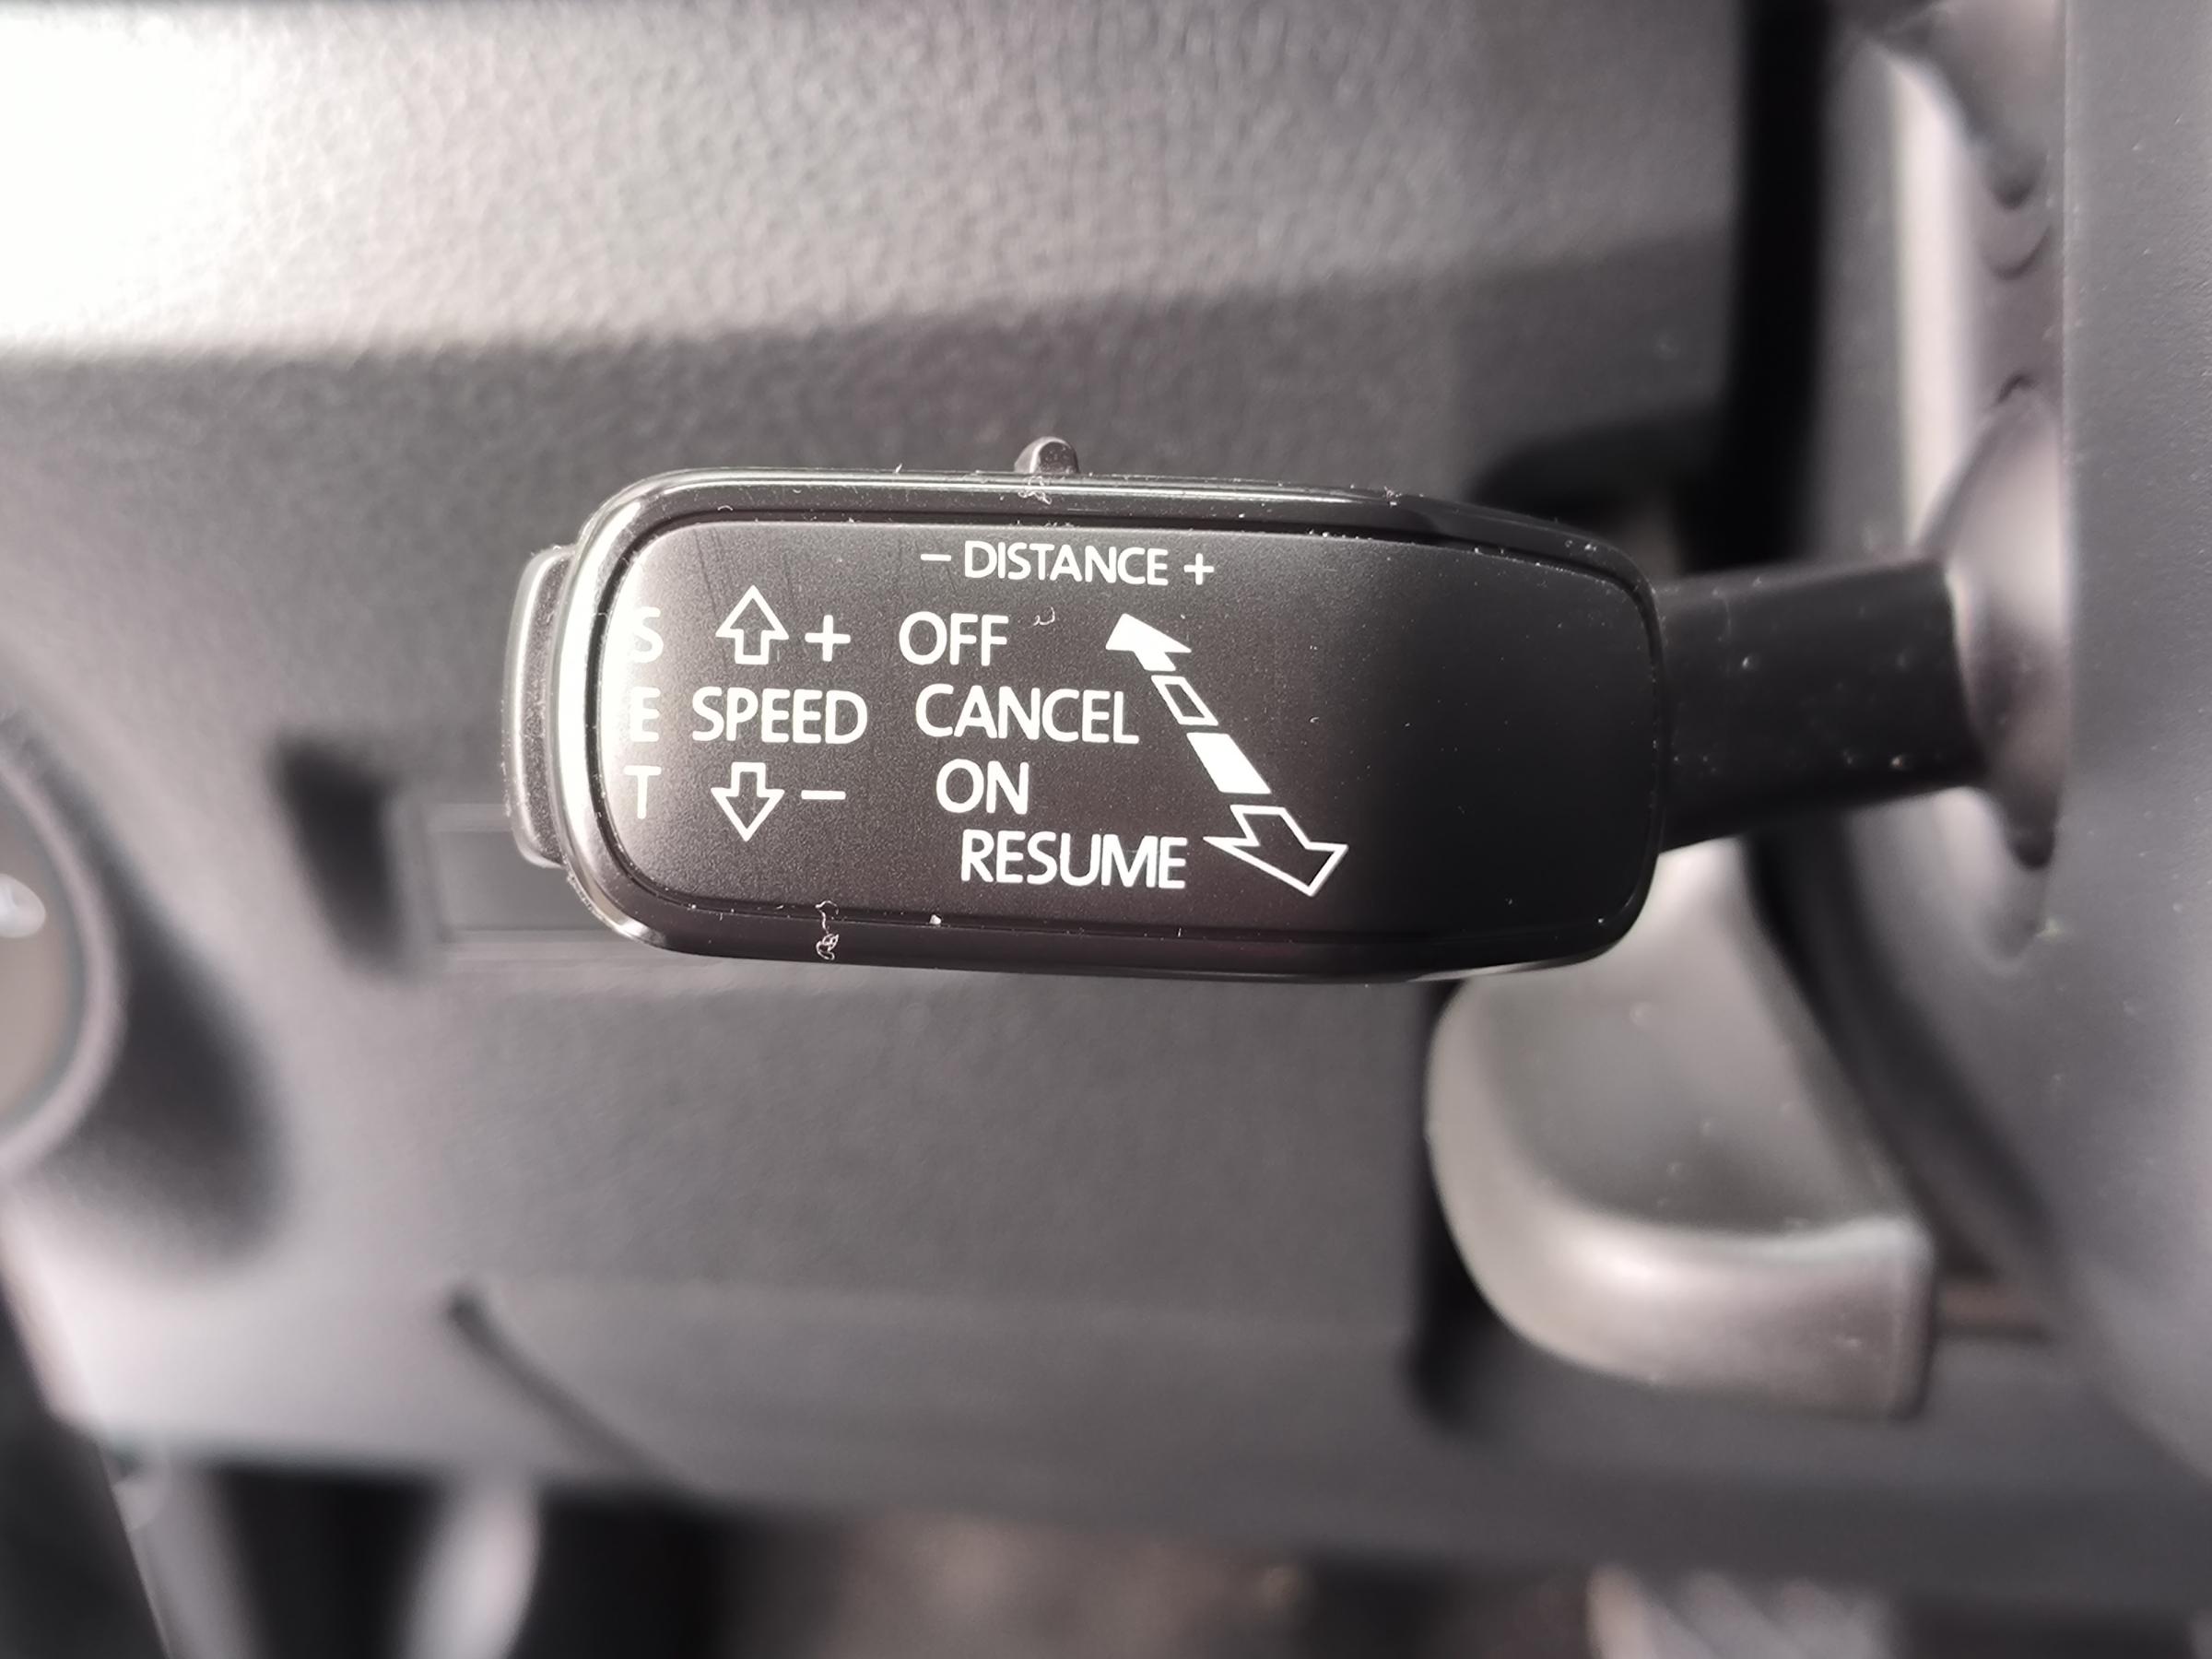 − DISTANCE +
S ⇧ + OFF
E SPEED CANCEL
T ⇩ − ON
RESUME